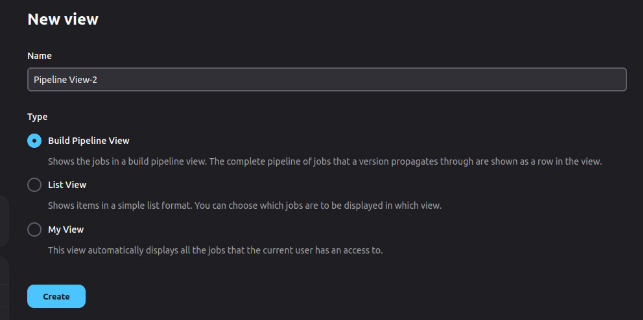 New view
Name
Pipeline View-2
Type
Build Pipeline View
Shows the jobs in a build pipeline view. The complete pipeline of jobs that a version propagates through are shown as a row in the view.
List View
Shows items in a simple list format. You can choose which jobs are to be displayed in which view.
My View
This view automatically displays all the jobs that the current user has an access to.
Create